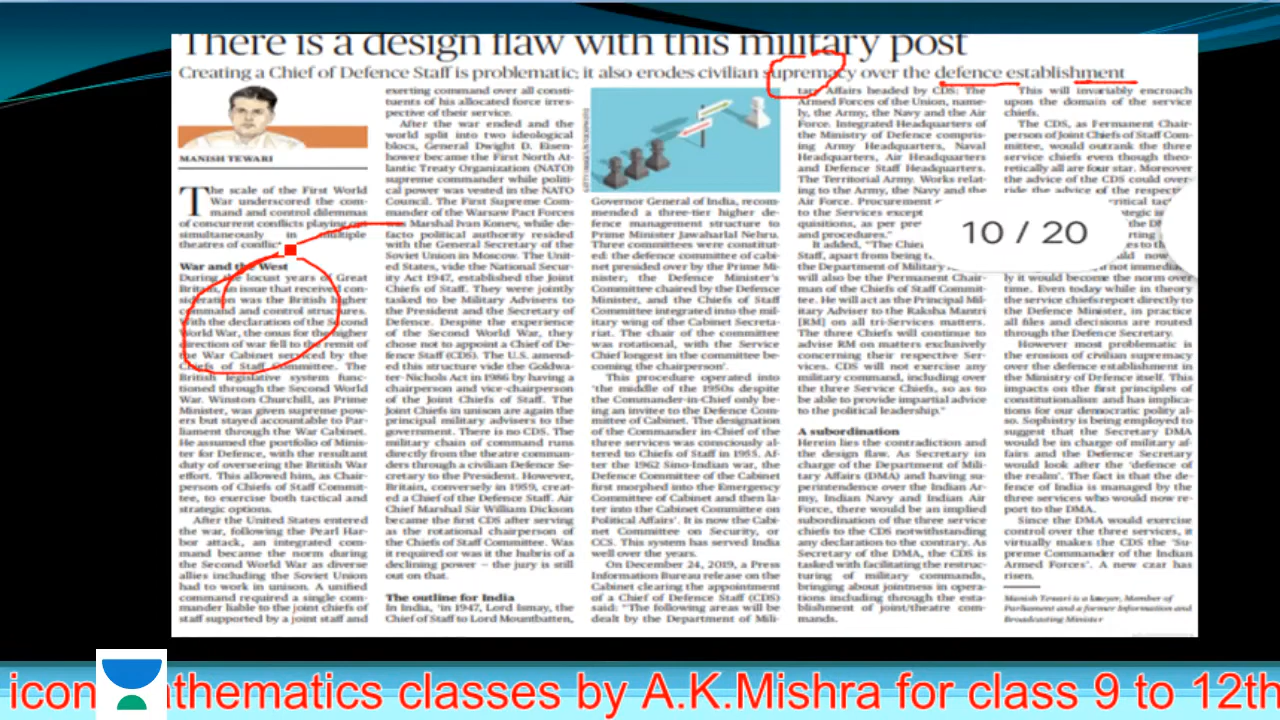 There is a design flaw with this military post
Creating a Chief of Defence Staff is problematic; it also erodes civilian supremacy over the defence establishment
MANISH TEWARI
The scale of the First World
War underscored the com-
mand and control dilemmas
of concurrent conflicts playing out
simultaneously in multiple
theatres of conflict
War and the West
During the locust years of Great
Britain, an issue that received con-
sideration was the British higher
command and control structures.
With the declaration of the Second
World War, the onus for the higher
direction of war fell to the remit of
the War Cabinet serviced by the
Chiefs of Staff Committee. The
British legislative system func-
tioned through the Second World
War. Winston Churchill, as Prime
Minister, was given supreme pow-
ers but stayed accountable to Par-
liament through the War Cabinet.
He assumed the portfolio of Minis-
ter for Defence, with the resultant
duty of overseeing the British War
effort. This allowed him, as Chair-
person of Chiefs of Staff Commit-
tee, to exercise both tactical and
strategic options.
After the United States entered
the war, following the Pearl Har-
bor attack, an integrated com-
mand became the norm during
the Second World War as diverse
allies including the Soviet Union
had to work in unison. A unified
command required a single com-
mander liable to the joint chiefs of
staff supported by a joint staff and
exerting command over all consti-
tuents of his allocated force irres-
pective of their service.
After the war ended and the
world split into two ideological
blocs, General Dwight D. Eisen-
hower became the First North At-
lantic Treaty Organization (NATO)
supreme commander while politi-
cal power was vested in the NATO
Council. The First Supreme Com-
mander of the Warsaw Pact Forces
was Marshal Ivan Konev, while de-
facto political authority resided
with the General Secretary of the
Soviet Union in Moscow. The Unit-
ed States, vide the National Secur-
ity Act 1947, established the Joint
Chiefs of Staff. They were jointly
tasked to be Military Advisers to
the President and the Secretary of
Defence. Despite the experience
of the Second World War, they
chose not to appoint a Chief of De-
fence Staff (CDS). The U.S. amend-
ed this structure vide the Goldwa-
ter-Nichols Act in 1986 by having a
chairperson and vice-chairperson
of the Joint Chiefs of Staff. The
Joint Chiefs in unison are again the
principal military advisers to the
government. There is no CDS. The
military chain of command runs
directly from the theatre comman-
ders through a civilian Defence Se-
cretary to the President. However,
Britain, conversely in 1959, creat-
ed a Chief of the Defence Staff. Air
Chief Marshal Sir William Dickson
became the first CDS after serving
as the rotational chairperson of
the Chiefs of Staff Committee. Was
it required or was it the hubris of a
declining power – the jury is still
out on that.
The outline for India
In India, 'in 1947, Lord Ismay, the
Chief of Staff to Lord Mountbatten,
Governor General of India, recom-
mended a three-tier higher de-
fence management structure to
Prime Minister Jawaharlal Nehru.
Three committees were constitut-
ed: the defence committee of cabi-
net presided over by the Prime Mi-
nister; the Defence Minister's
Committee chaired by the Defence
Minister, and the Chiefs of Staff
Committee integrated into the mil-
itary wing of the Cabinet Secreta-
riat. The chair of the committee
was rotational, with the Service
Chief longest in the committee be-
coming the chairperson'.
This procedure operated into
'the middle of the 1950s despite
the Commander-in-Chief only be-
ing an invitee to the Defence Com-
mittee of Cabinet. The designation
of the Commander in-Chief of the
three services was consciously al-
tered to Chiefs of Staff in 1955. Af-
ter the 1962 Sino-Indian war, the
Defence Committee of the Cabinet
first morphed into the Emergency
Committee of Cabinet and then la-
ter into the Cabinet Committee on
Political Affairs'. It is now the Cabi-
net Committee on Security, or
CCS. This system has served India
well over the years.
On December 24, 2019, a Press
Information Bureau release on the
Cabinet clearing the appointment
of a Chief of Defence Staff (CDS)
said: "The following areas will be
dealt by the Department of Mili-
tary Affairs headed by CDS: The
Armed Forces of the Union, name-
ly, the Army, the Navy and the Air
Force. Integrated Headquarters of
the Ministry of Defence compris-
ing Army Headquarters, Naval
Headquarters, Air Headquarters
and Defence Staff Headquarters.
The Territorial Army. Works relat-
ing to the Army, the Navy and the
Air Force. Procurement
to the Services except
quisitions, as per
and procedures."
It added, "The Chief
Staff, apart from being
the Department of Military
will also be the Permanent Chair-
man of the Chiefs of Staff Commit-
tee. He will act as the Principal Mil-
itary Adviser to the Raksha Mantri
[RM] on all tri-Services matters.
The three Chiefs will continue to
advise RM on matters exclusively
concerning their respective Ser-
vices. CDS will not exercise any
military command, including over
the three Service Chiefs, so as to
be able to provide impartial advice
to the political leadership."
A subordination
Herein lies the contradiction and
the design flaw. As Secretary in
charge of the Department of Mili-
tary Affairs (DMA) and having su-
perintendence over the Indian Ar-
my, Indian Navy and Indian Air
Force, there would be an implied
subordination of the three service
chiefs to the CDS notwithstanding
any declaration to the contrary. As
Secretary of the DMA, the CDS is
tasked with facilitating the restruc-
turing of military commands,
bringing about jointness in opera-
tions including through the esta-
blishment of joint/theatre com-
mands.
This will invariably encroach
upon the domain of the service
chiefs.
The CDS, as Permanent Chair-
person of Joint Chiefs of Staff Com-
mittee, would outrank the three
service chiefs even though theo-
retically all are four star. Moreover
the advice of the CDS could over-
ride the advice of the respective
10 / 20
time. Even today while in theory
the service chiefs report directly to
the Defence Minister, in practice
all files and decisions are routed
through the Defence Secretary.
However most problematic is
the erosion of civilian supremacy
over the defence establishment in
the Ministry of Defence itself. This
impacts on the first principles of
constitutionalism and has implica-
tions for our democratic polity al-
so. Sophistry is being employed to
suggest that the Secretary DMA
would be in charge of military af-
fairs and the Defence Secretary
would look after the 'defence of
the realm'. The fact is that the de-
fence of India is managed by the
three services who would now re-
port to the DMA.
Since the DMA would exercise
control over the three services, it
virtually makes the CDS the 'Su-
preme Commander of the Indian
Armed Forces'. A new czar has
risen.
Manish Tewari is a lawyer, Member of
Parliament and a former Information and
Broadcasting Minister
icon mathematics classes by A.K.Mishra for class 9 to 12th